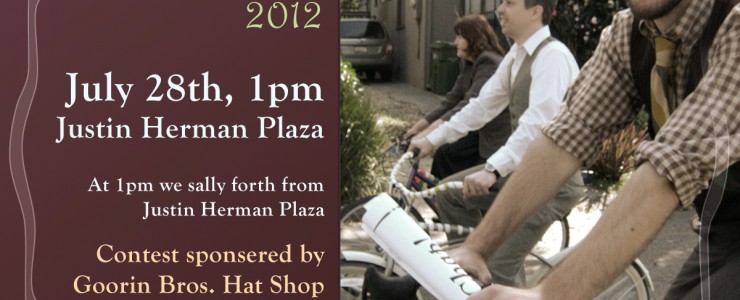 2012
July 28th, 1pm
Justin Herman Plaza
At 1pm we sally forth from
Justin Herman Plaza
Contest sponsered by
Goorin Bros. Hat Shop